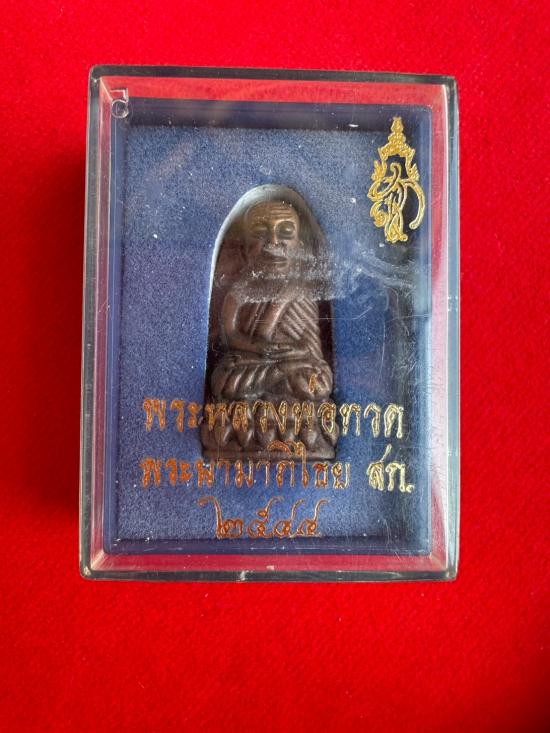 พระหลวงพ่อทวด
พระนามาภิไธย สก.
๒๕๔๔